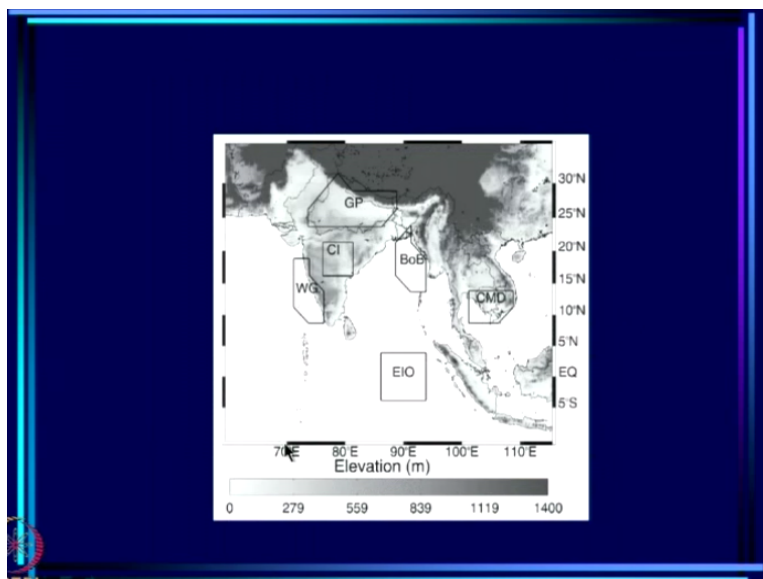 30°N
GP
25°N
20°N
CI
BoB
15°N
WG
CMD
10°N
5°N
EIO
EQ
5°S
70°E 80°E 90°E 100°E 110°E
Elevation (m)
0 279 559 839 1119 1400